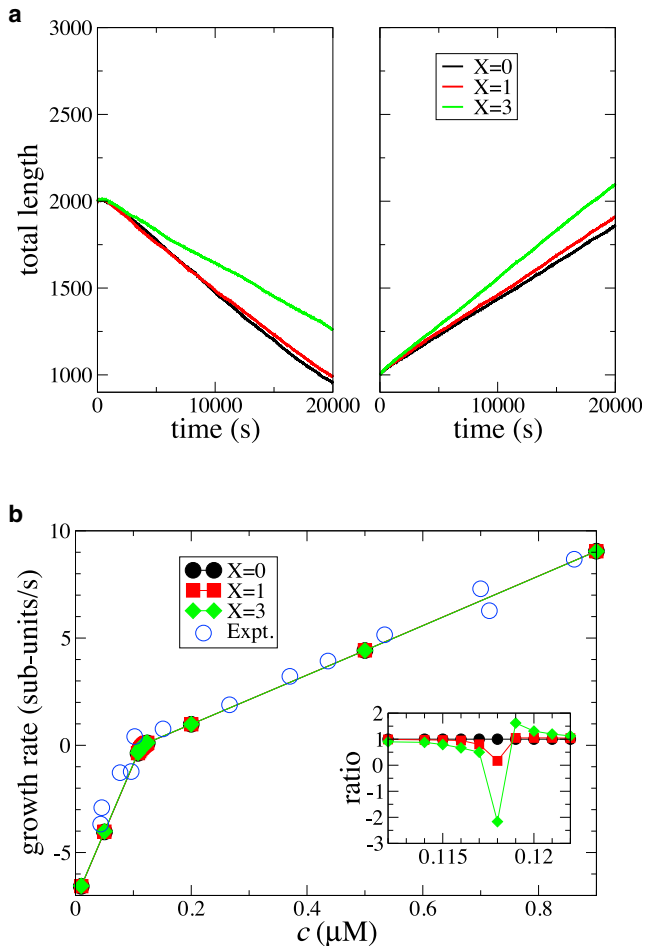 a
3000
2500
2000
1500
1000
total length
0
10000
20000
time (s)
X=0
X=1
X=3
0
10000
20000
time (s)
b
10
5
0
-5
growth rate (sub-units/s)
X=0
X=1
X=3
Expt.
2
1
0
-1
-2
-3
ratio
0.115
0.12
0
0.2
0.4
0.6
0.8
c (μM)